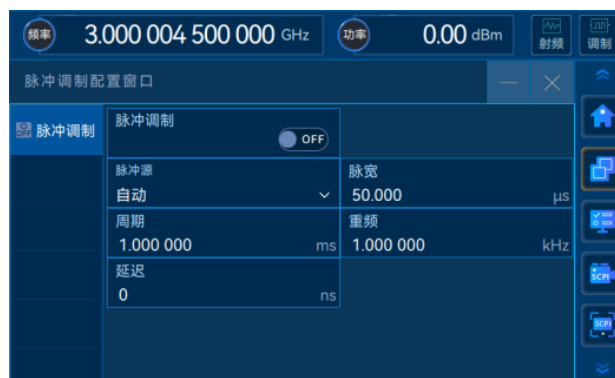 频率 3.000 004 500 000 GHz 功率 0.00 dBm 射频 调制
脉冲调制配置窗口
脉冲调制
脉冲调制
OFF
脉冲源 脉宽
自动 50.000 µs
周期 重频
1.000 000 ms 1.000 000 kHz
延迟
0 ns
SCPI
SCPI